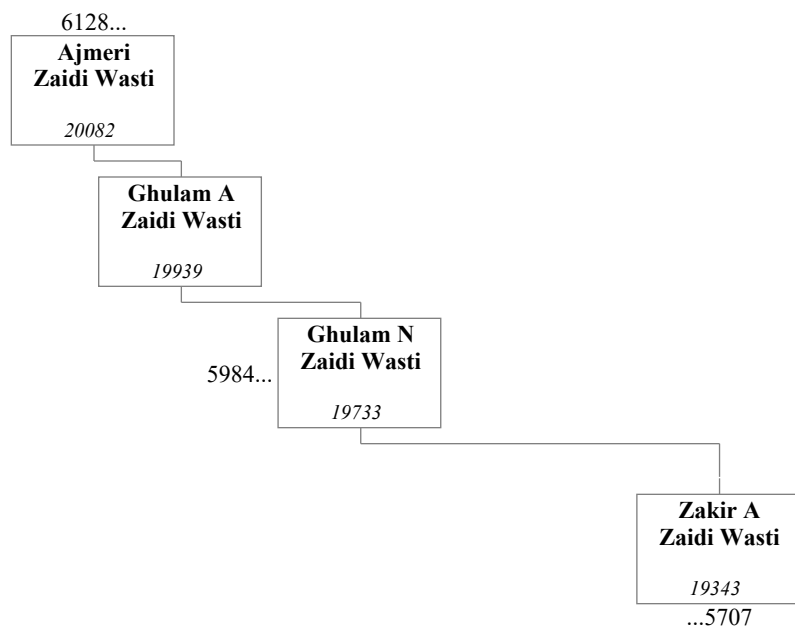 6128...
Ajmeri
Zaidi Wasti
20082
Ghulam A
Zaidi Wasti
19939
Ghulam N
Zaidi Wasti
5984...
19733
Zakir A
Zaidi Wasti
19343
...5707